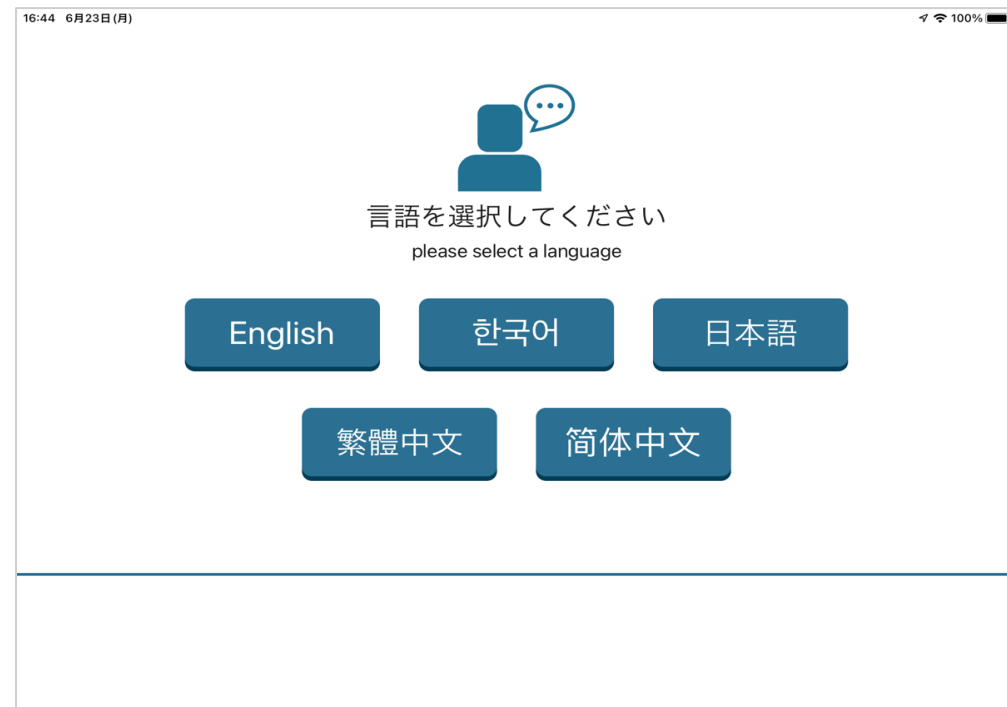 16:44 6月23日(月) 100%
言語を選択してください
please select a language
English 한국어 日本語
繁體中文 简体中文